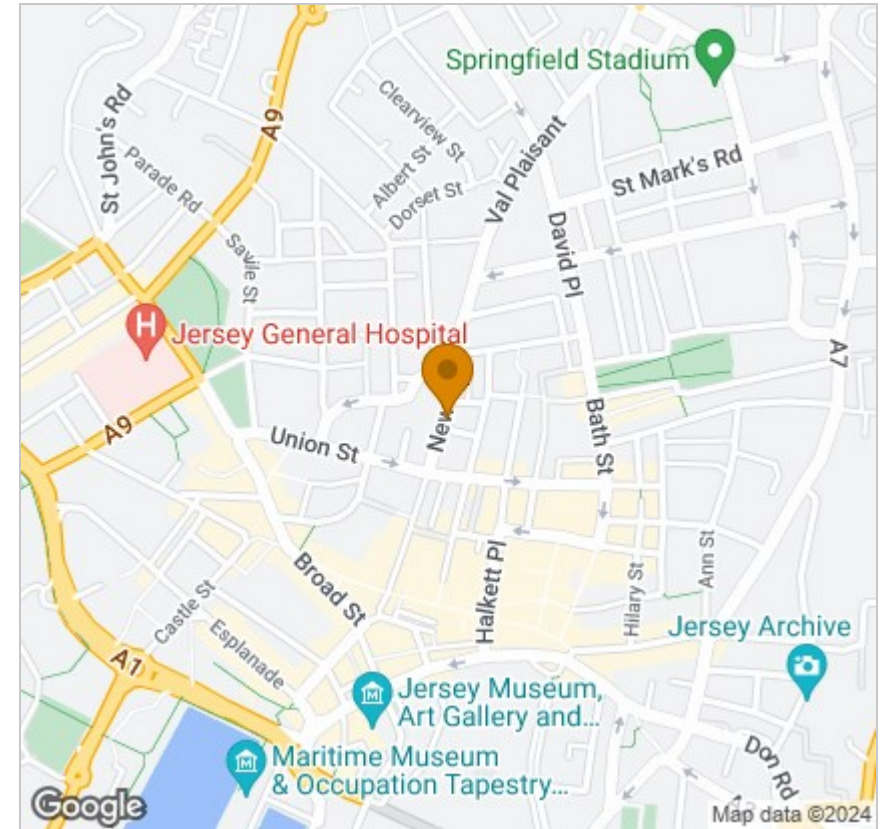 Springfield Stadium
St John's Rd
A9
Clearview St
Parade Rd
Albert St
Val Plaisant
St Mark's Rd
Dorset St
David Pl
Savile St
H
Jersey General Hospital
A7
A9
New
Bath St
Union St
Broad St
Halkett Pl
Hilary St
Ann St
Castle St
Esplanade
Jersey Archive
A1
Jersey Museum,
Art Gallery and...
Maritime Museum
& Occupation Tapestry...
Don Rd
Google
Map data ©2024